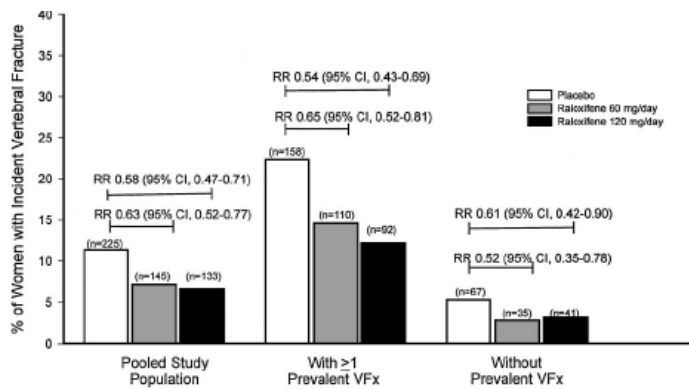 40
35
30
25
20
15
10
5
0
% of Women with Incident Vertebral Fracture
RR 0.54 (95% CI, 0.43-0.69)
RR 0.65 (95% CI, 0.52-0.81)
(n=158)
(n=110)
(n=92)
Placebo
Raloxifene 60 mg/day
Raloxifene 120 mg/day
RR 0.58 (95% CI, 0.47-0.71)
RR 0.63 (95% CI, 0.52-0.77)
(n=225)
(n=145)
(n=133)
RR 0.61 (95% CI, 0.42-0.90)
RR 0.52 (95% CI, 0.35-0.78)
(n=67)
(n=35)
(n=41)
Pooled Study
Population
With ≥1
Prevalent VFx
Without
Prevalent VFx